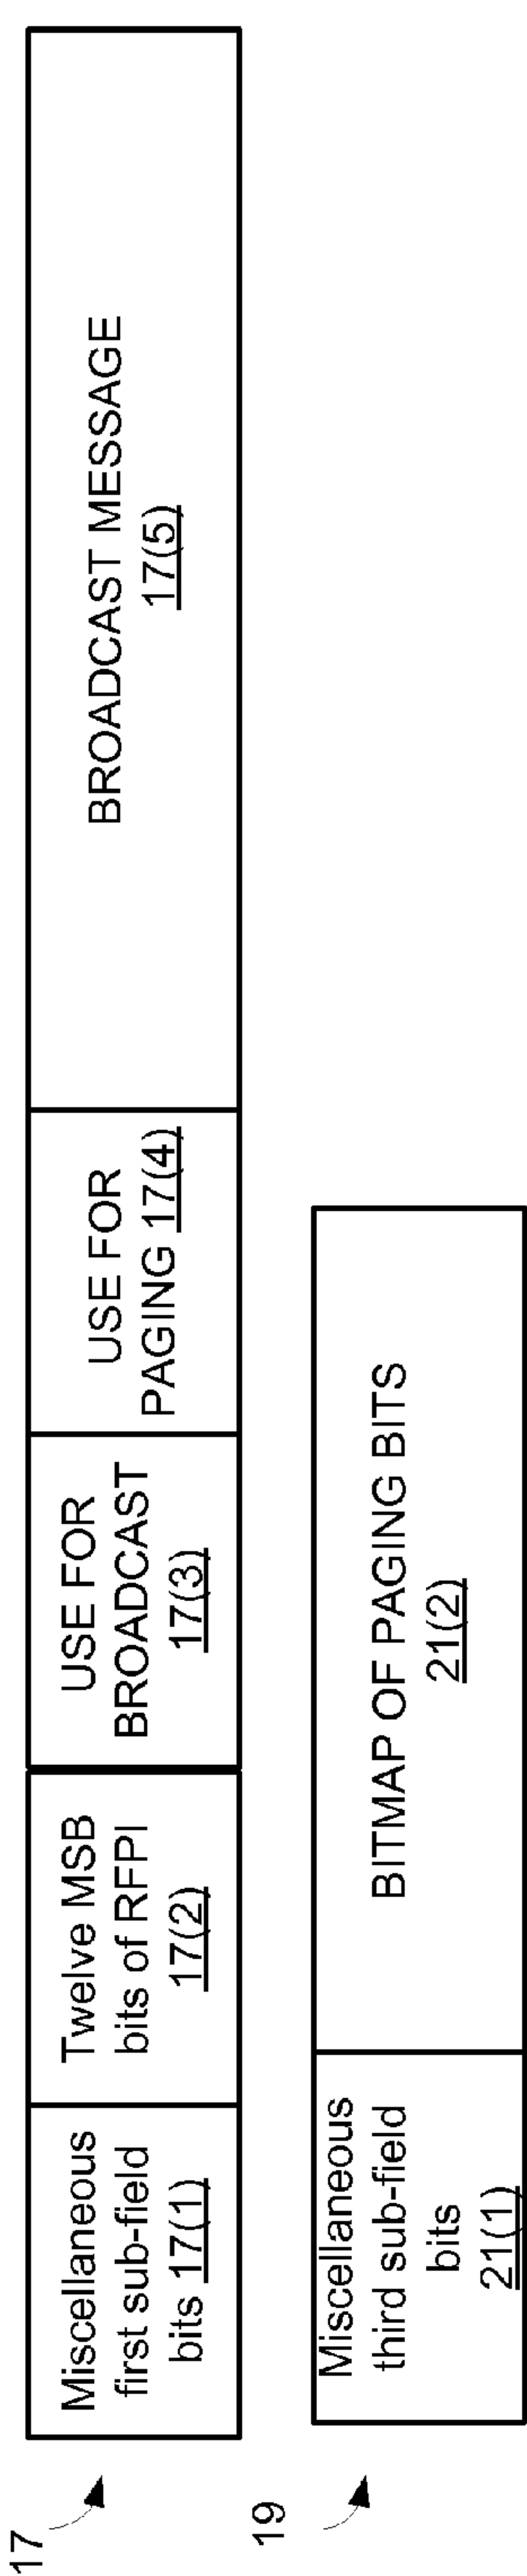 17
Miscellaneous
first sub-field
bits 17(1)
Twelve MSB
bits of RFPI
17(2)
USE FOR
BROADCAST
17(3)
USE FOR
PAGING 17(4)
BROADCAST MESSAGE
17(5)
19
Miscellaneous
third sub-field
bits
21(1)
BITMAP OF PAGING BITS
21(2)